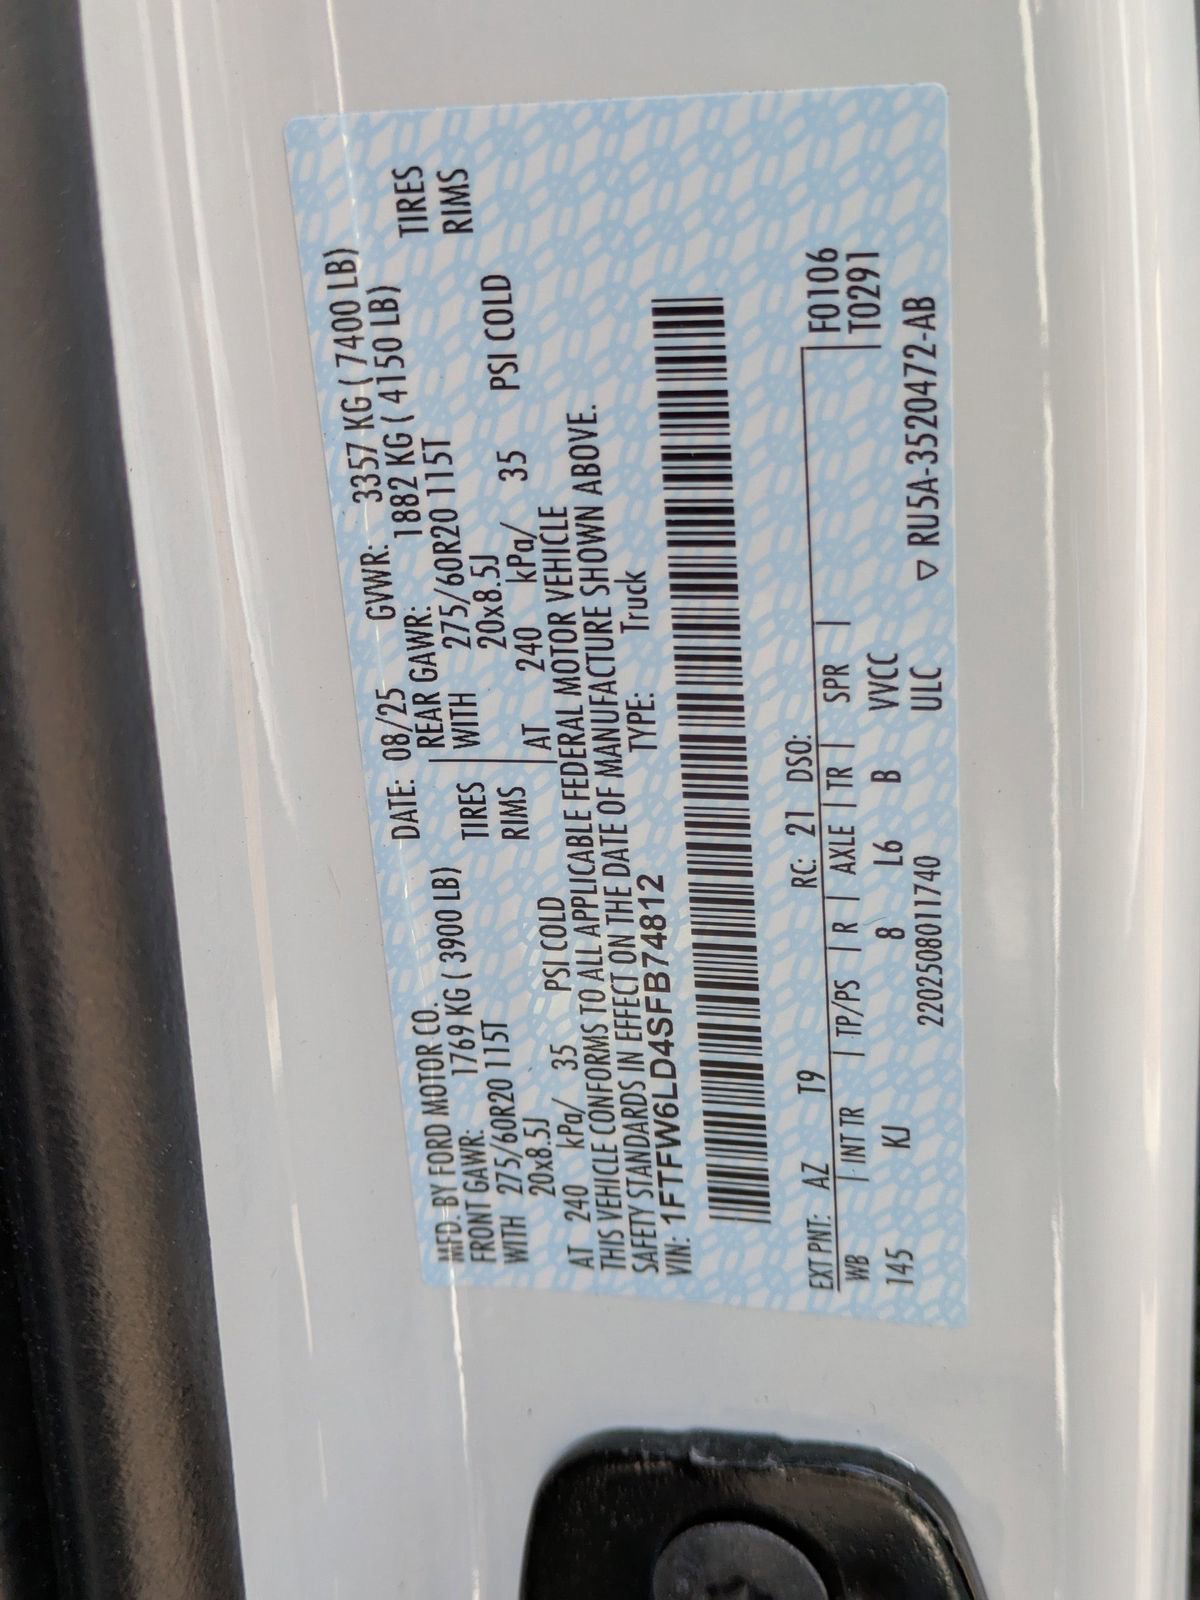 MFD. BY FORD MOTOR CO. DATE: 08/25 GVWR: 3357 KG ( 7400 LB)
FRONT GAWR: 1769 KG ( 3900 LB) REAR GAWR: 1882 KG ( 4150 LB)
WITH 275/60R20 115T TIRES WITH 275/60R20 115T TIRES
20x8.5J RIMS 20x8.5J RIMS
AT 240 kPa/ 35 PSI COLD AT 240 kPa/ 35 PSI COLD
THIS VEHICLE CONFORMS TO ALL APPLICABLE FEDERAL MOTOR VEHICLE
SAFETY STANDARDS IN EFFECT ON THE DATE OF MANUFACTURE SHOWN ABOVE.
VIN: 1FTFW6LD4SFB74812 TYPE: Truck
EXT PNT: AZ T9 RC: 21 DSO: F0106
WB | INT TR | TP/PS | R | AXLE | TR | SPR | T0291
145 KJ 8 L6 B VVCC
2202508011740 ULC ▽ RU5A-3520472-AB